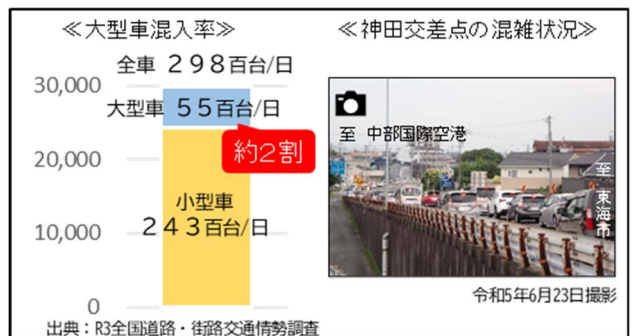 ≪大型車混入率≫
全車 298百台/日
30,000
大型車 55百台/日
約2割
20,000
小型車
243百台/日
10,000
0
出典：R3全国道路・街路交通情勢調査
≪神田交差点の混雑状況≫
至 中部国際空港
至 東海市
令和5年6月23日撮影